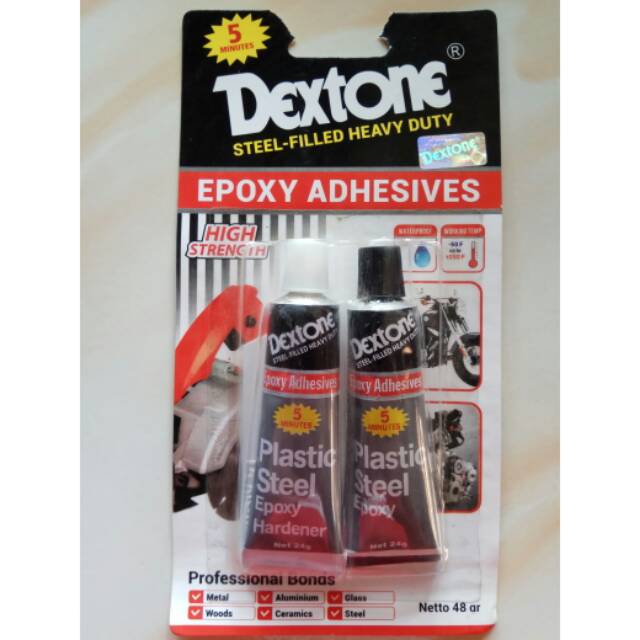 5
MINUTES
DEXTONE ®
STEEL-FILLED HEAVY DUTY
Dextone
EPOXY ADHESIVES
HIGH
STRENGTH
WATERPROOF
WORKING TEMP
DEXTONE
STEEL-FILLED HEAVY DUTY
Epoxy Adhesives
5
MINUTES
Plastic
Steel
Epoxy
Hardener
Net 24g
DEXTONE
STEEL-FILLED HEAVY DUTY
Epoxy Adhesives
5
MINUTES
Plastic
Steel
Epoxy
Net 24g
Professional Bonds
Metal Aluminium Glass
Woods Ceramics Steel
Netto 48 gr